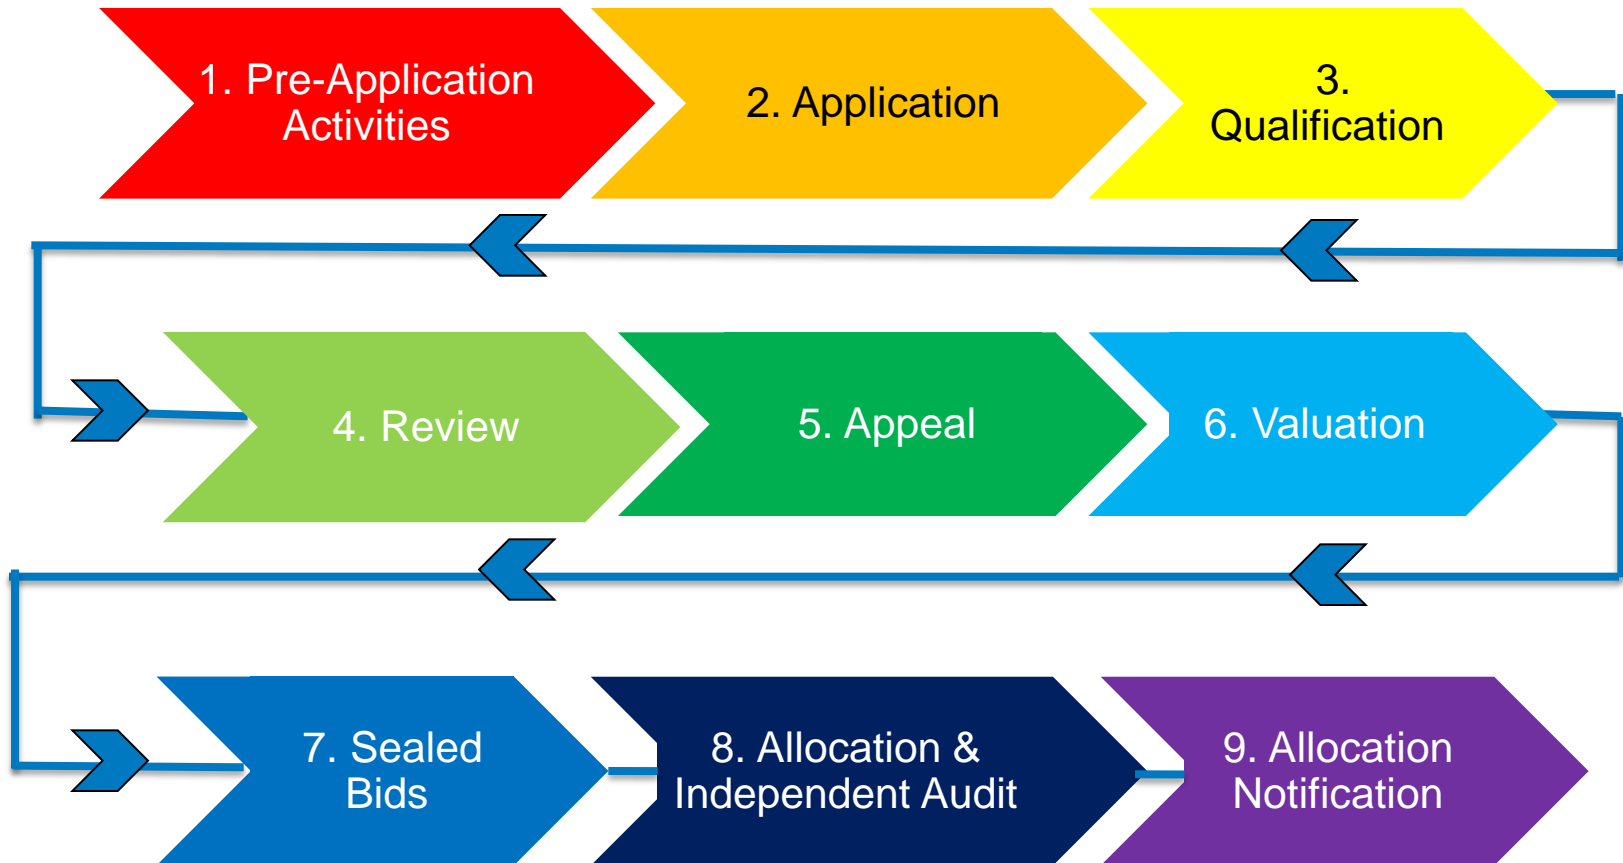 1. Pre-Application
Activities
2. Application
3.
Qualification
4. Review
5. Appeal
6. Valuation
7. Sealed
Bids
8. Allocation &
Independent Audit
9. Allocation
Notification